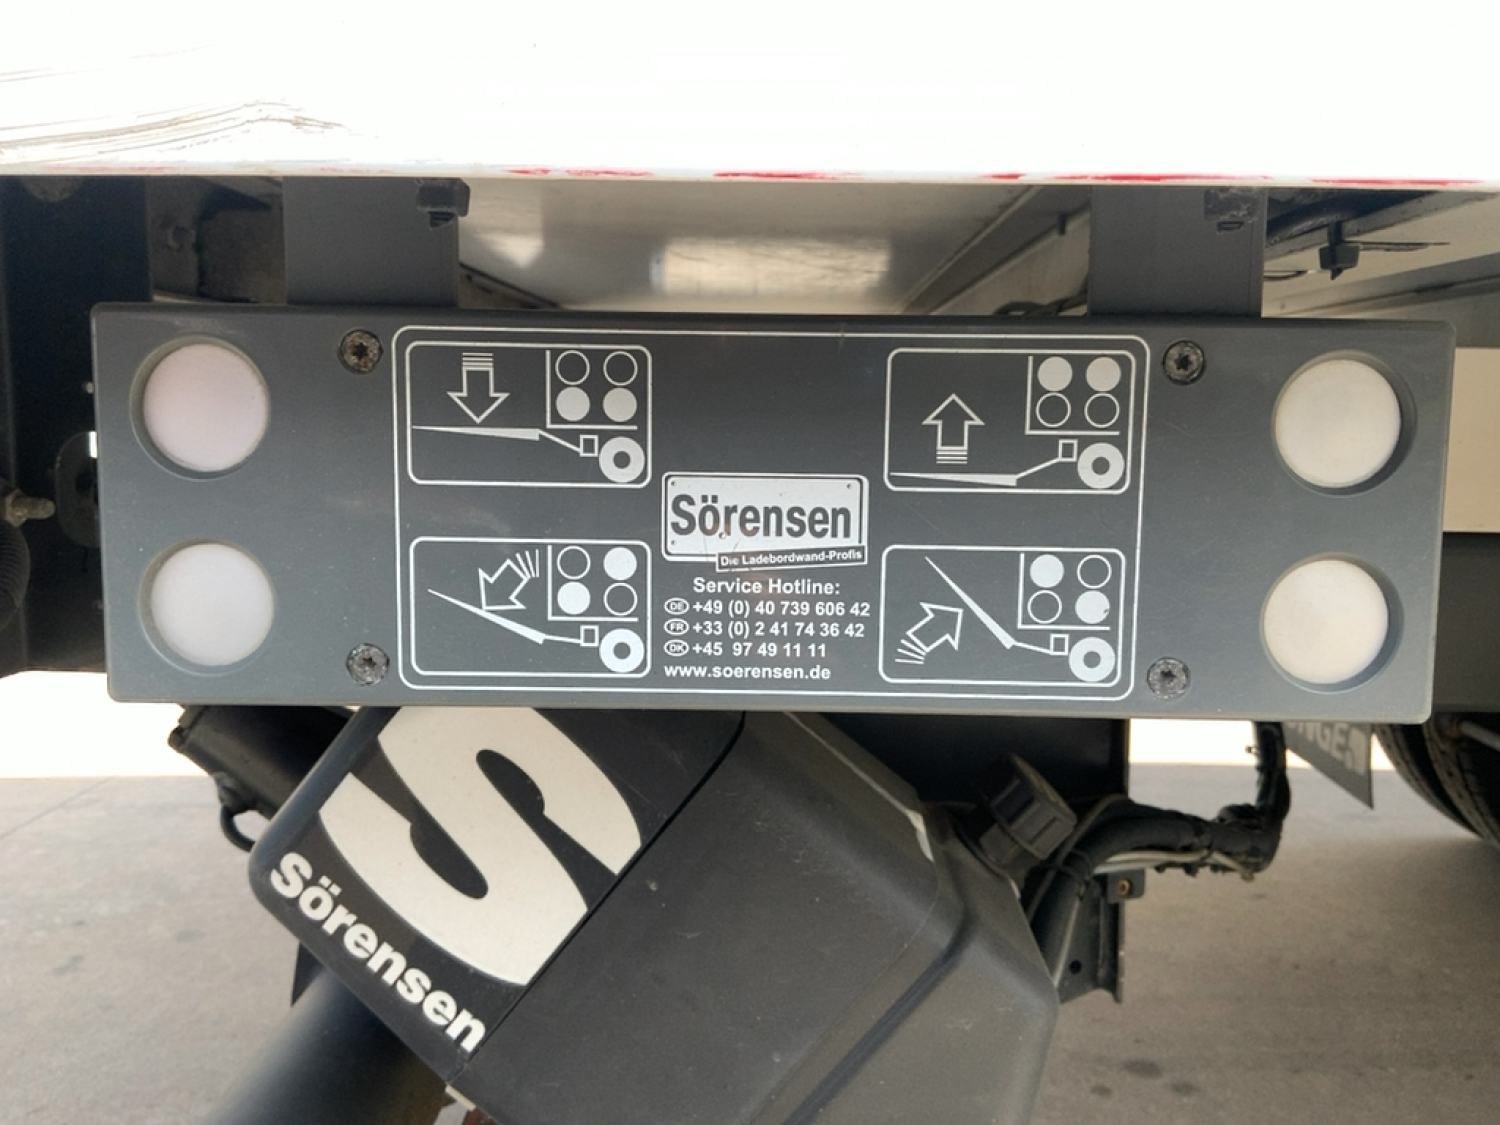 Sörensen
Die Ladebordwand-Profis
Service Hotline:
DE +49 (0) 40 739 606 42
FR +33 (0) 2 41 74 36 42
DK +45 97 49 11 11
www.soerensen.de
S
Sörensen